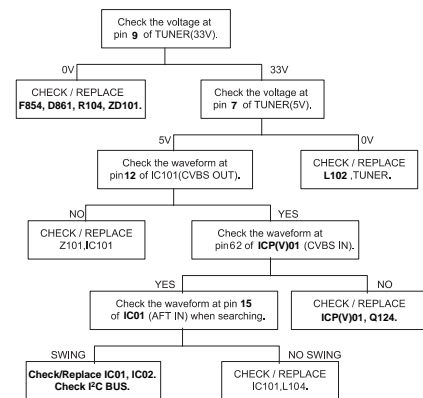 Check the voltage at
pin 9 of TUNER(33V).
0V
33V
CHECK / REPLACE
F854, D861, R104, ZD101.
Check the voltage at
pin 7 of TUNER(5V).
5V
0V
Check the waveform at
pin12 of IC101(CVBS OUT).
CHECK / REPLACE
L102 ,TUNER.
NO
YES
CHECK / REPLACE
Z101,IC101
Check the waveform at
pin62 of ICP(V)01 (CVBS IN).
YES
NO
Check the waveform at pin 15
of IC01 (AFT IN) when searching.
CHECK / REPLACE
ICP(V)01, Q124.
SWING
NO SWING
Check/Replace IC01, IC02.
Check I²C BUS.
CHECK / REPLACE
IC101,L104.